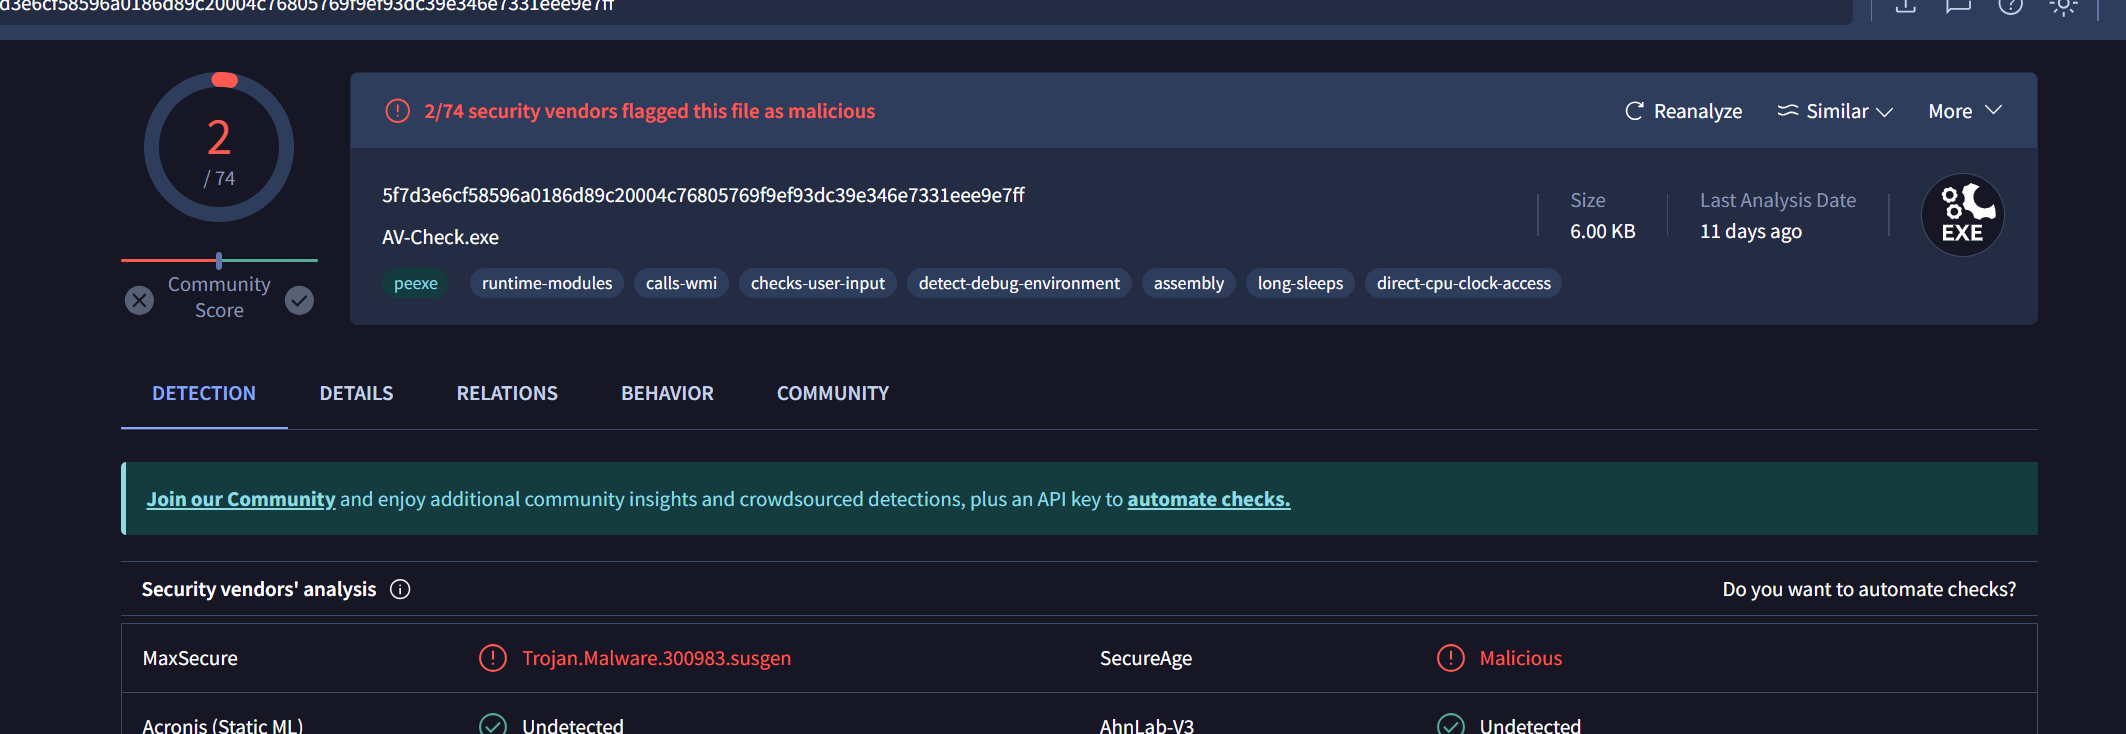 d3e6cf58596a0186d89c20004c76805769f9ef93dc39e346e7331eee9e7ff
2
/ 74
Community
Score
2/74 security vendors flagged this file as malicious
Reanalyze
Similar
More
5f7d3e6cf58596a0186d89c20004c76805769f9ef93dc39e346e7331eee9e7ff
AV-Check.exe
Size
6.00 KB
Last Analysis Date
11 days ago
EXE
peexe
runtime-modules
calls-wmi
checks-user-input
detect-debug-environment
assembly
long-sleeps
direct-cpu-clock-access
DETECTION
DETAILS
RELATIONS
BEHAVIOR
COMMUNITY
Join our Community and enjoy additional community insights and crowdsourced detections, plus an API key to automate checks.
Security vendors' analysis
Do you want to automate checks?
MaxSecure
Trojan.Malware.300983.susgen
SecureAge
Malicious
Acronis (Static ML)
Undetected
AhnLab-V3
Undetected